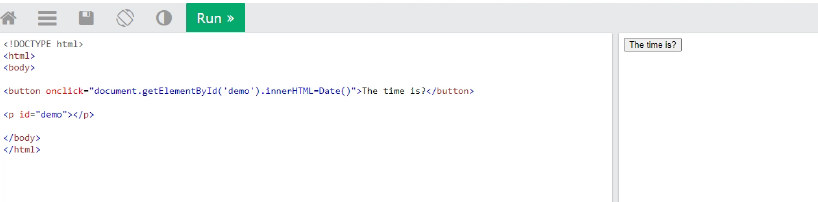 Run »
<!DOCTYPE html>
<html>
<body>
<button onclick="document.getElementById('demo').innerHTML=Date()">The time is?</button>
<p id="demo"></p>
</body>
</html>
The time is?